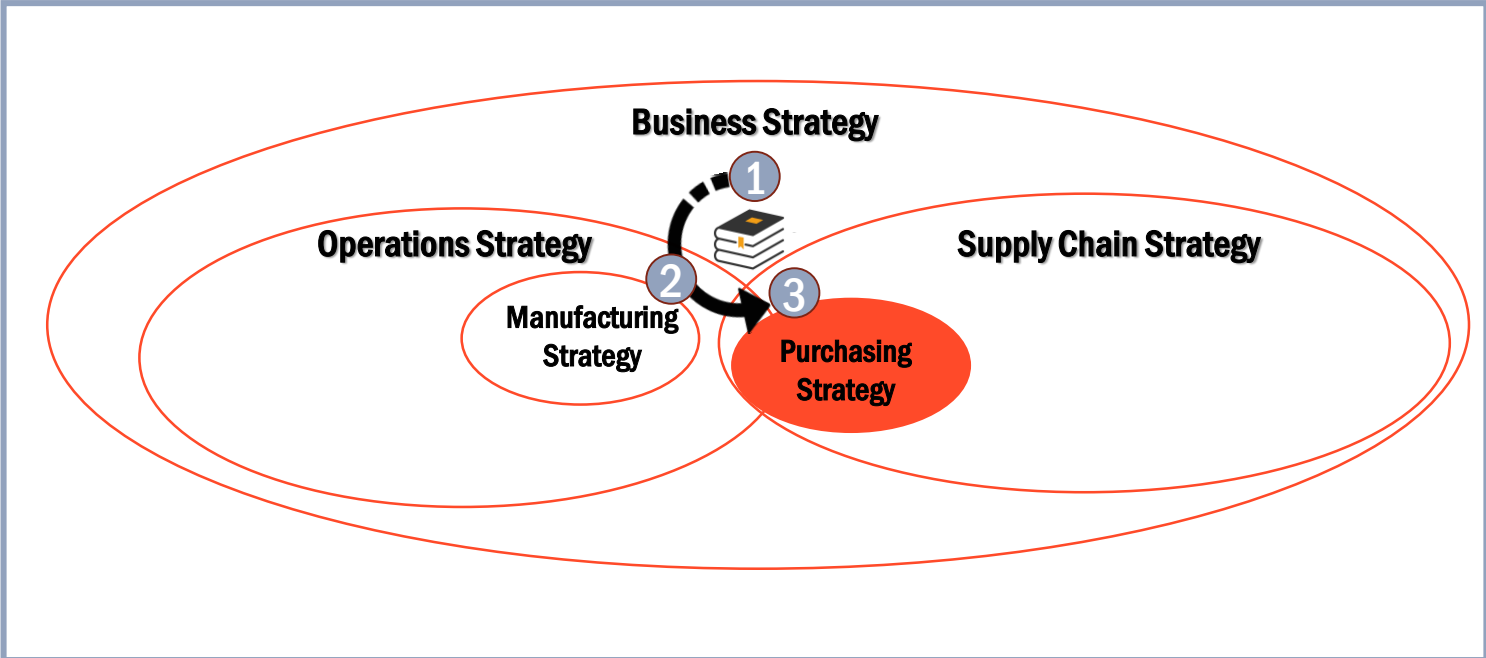 Business Strategy
1
Operations Strategy
Supply Chain Strategy
2
3
Manufacturing
Strategy
Purchasing
Strategy